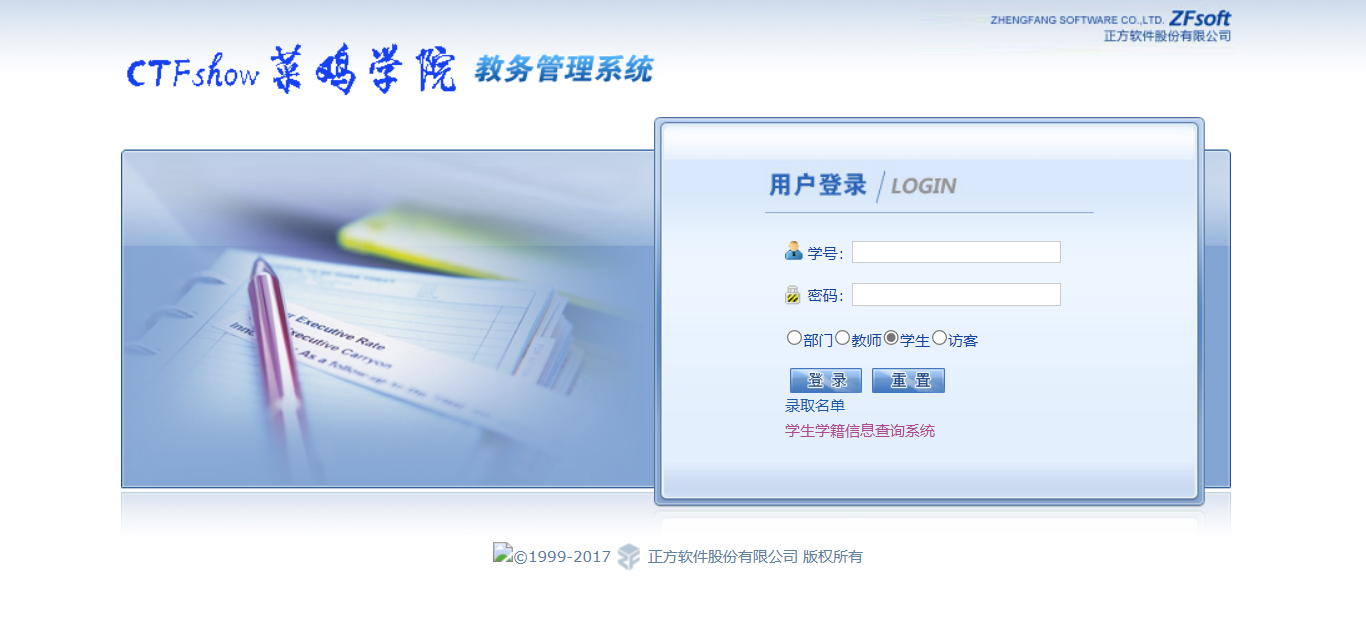 ZHENGFANG SOFTWARE CO.,LTD. ZFsoft
正方软件股份有限公司
CTFshow 菜鸡学院 教务管理系统
用户登录 / LOGIN
学号：
密码：
部门 教师 学生 访客
登 录 重 置
录取名单
学生学籍信息查询系统
Executive Rate
Executive Carryon
As a follow-up to the
©1999-2017 正方软件股份有限公司 版权所有